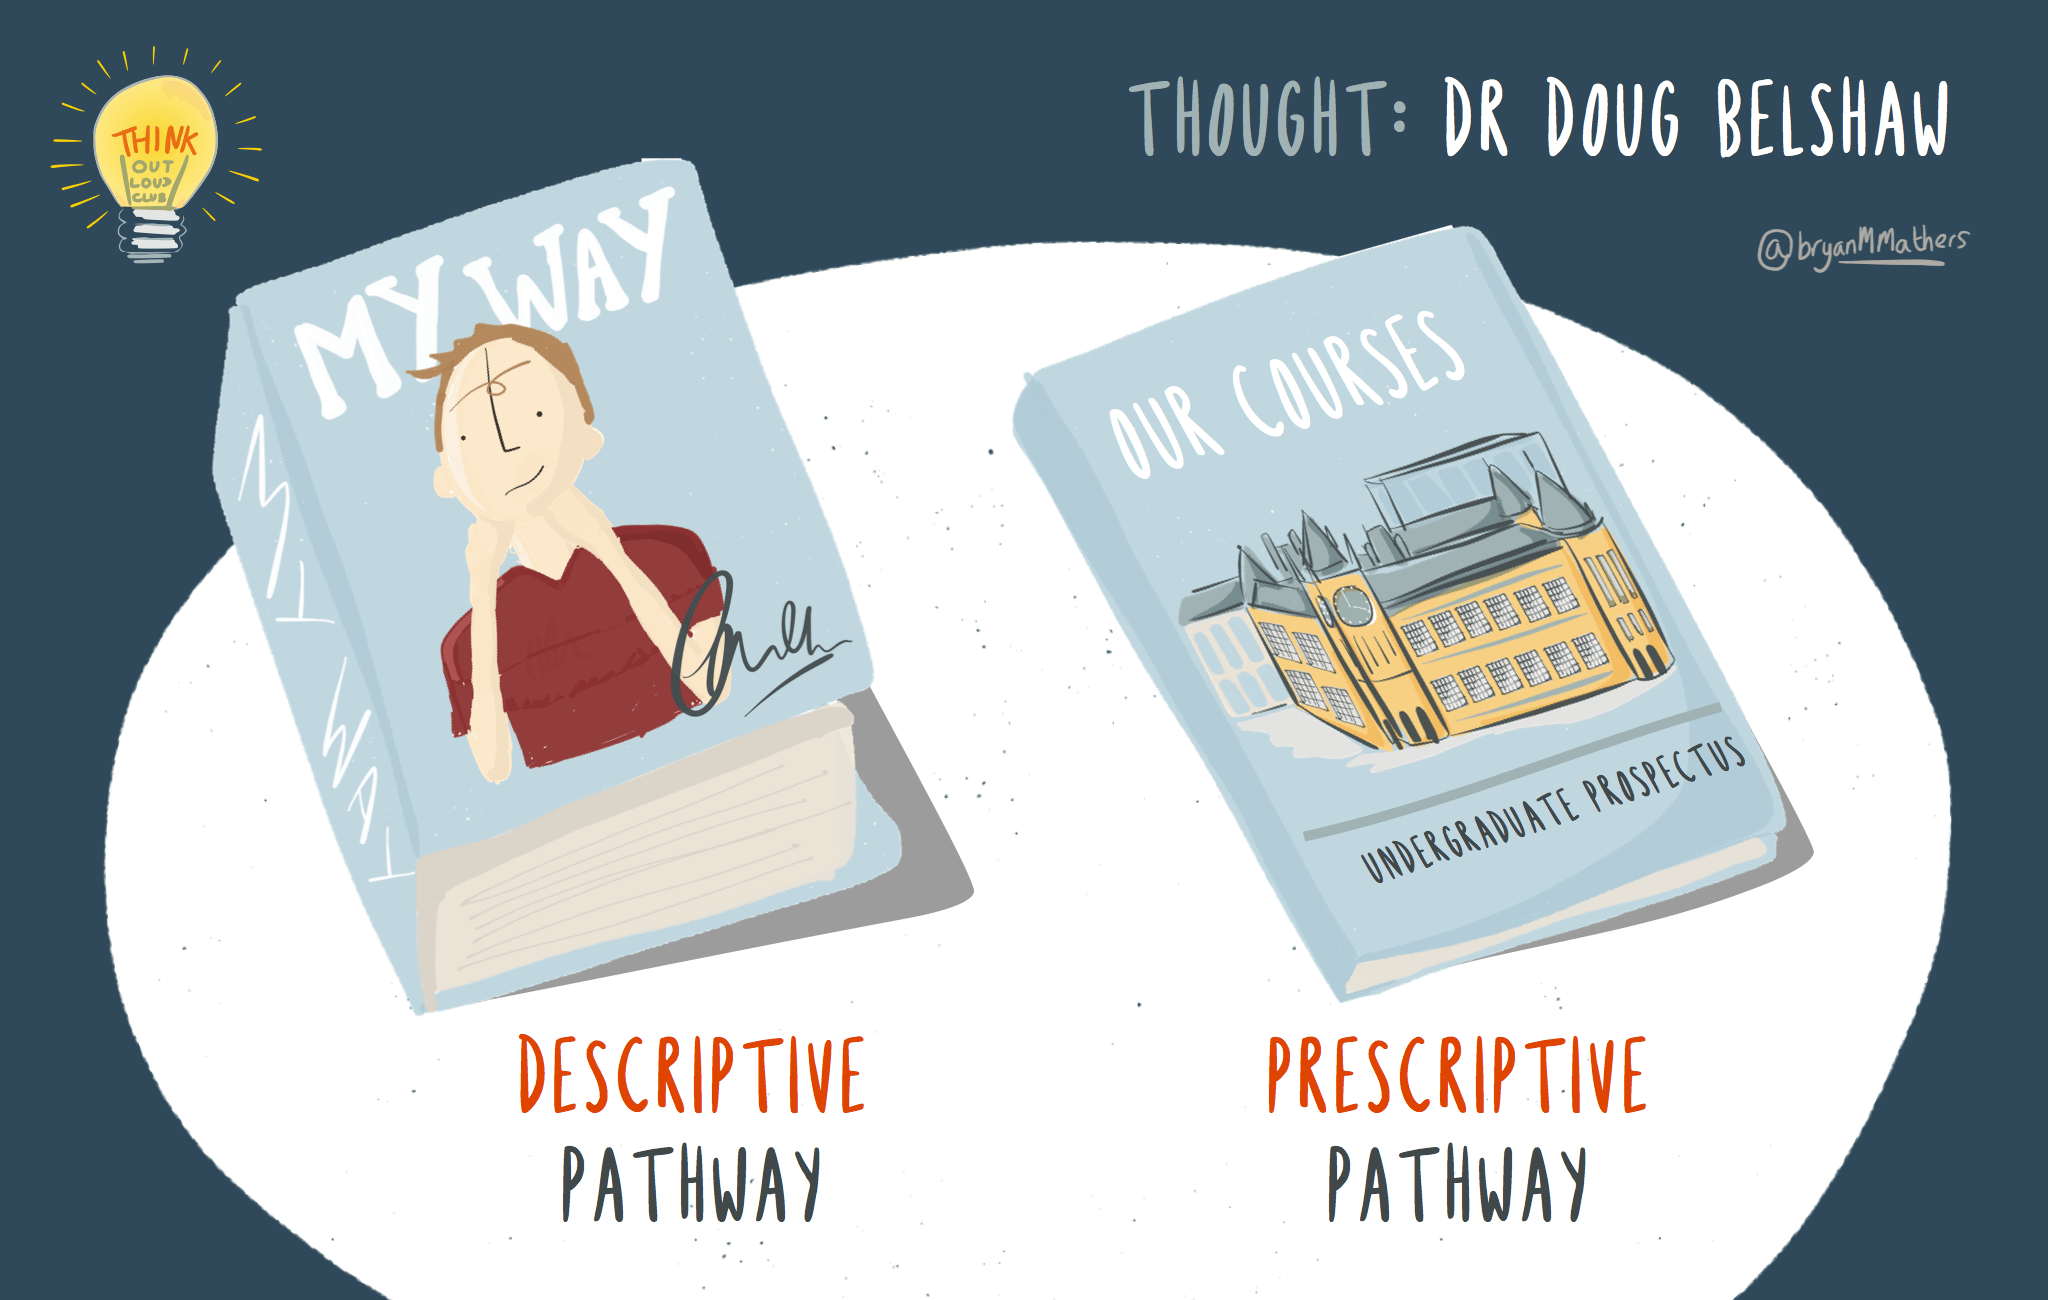 THINK
OUT
LOUD
CLUB
THOUGHT: DR DOUG BELSHAW
@bryanMMathers
MY WAY
MY WAY
OUR COURSES
UNDERGRADUATE PROSPECTUS
DESCRIPTIVE
PATHWAY
PRESCRIPTIVE
PATHWAY